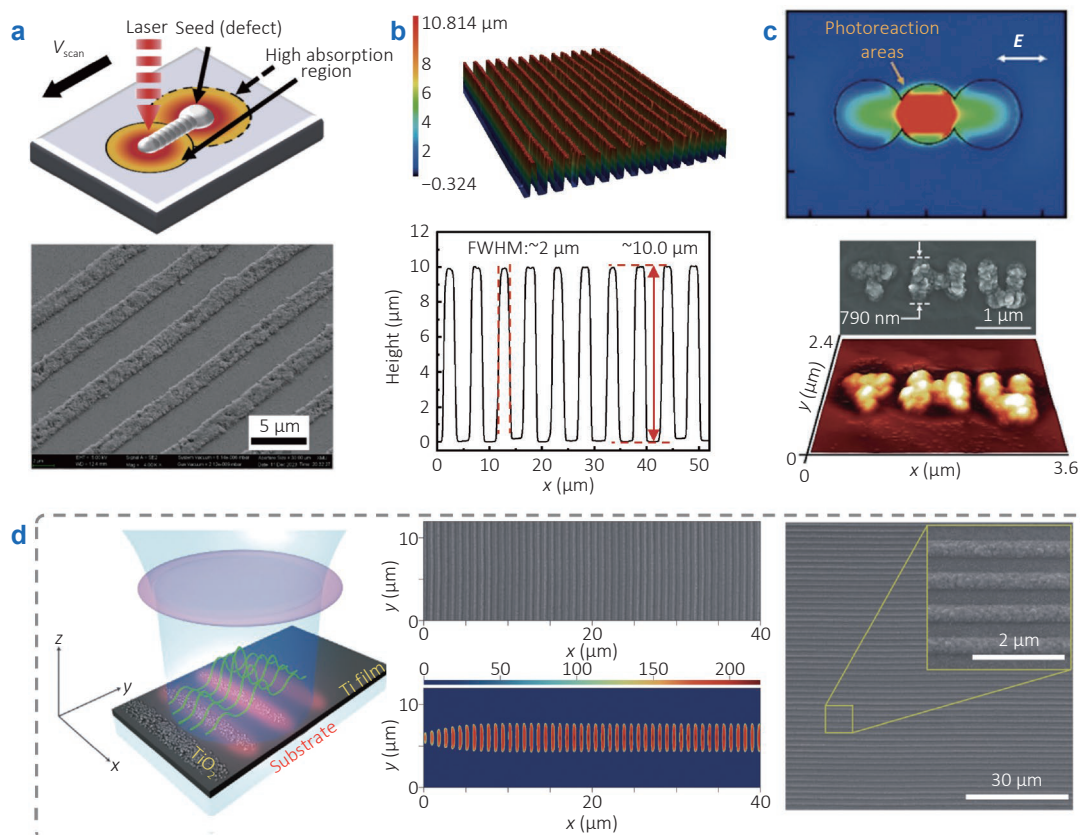 a
Laser
Seed (defect)
High absorption
region
Vscan
5 μm
b
10.814 μm
8
6
4
2
−0.324
12
10
8
6
4
2
0
Height (μm)
FWHM:~2 μm
~10.0 μm
0
10
20
30
40
50
x (μm)
c
Photoreaction
areas
E
790 nm
1 μm
2.4
y (μm)
0
0
x (μm)
3.6
d
z
y
x
Ti film
TiO2
Substrate
10
0
y (μm)
0
20
40
x (μm)
0
50
100
150
200
10
0
y (μm)
0
20
40
x (μm)
2 μm
30 μm